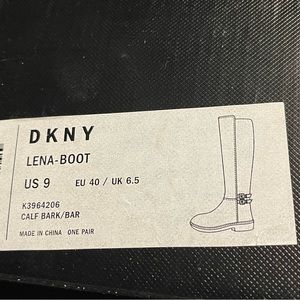 DKNY
LENA-BOOT
US 9 EU 40 / UK 6.5
K3964206
CALF BARK/BAR
MADE IN CHINA ONE PAIR